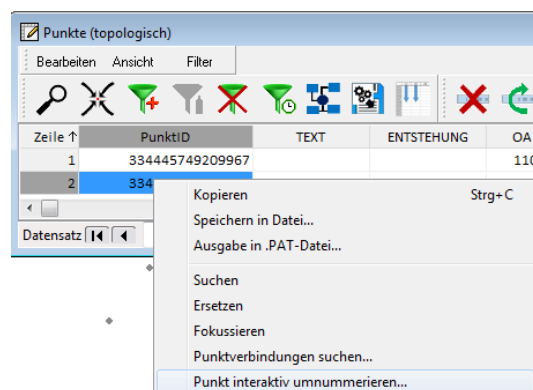 Punkte (topologisch)
Bearbeiten Ansicht Filter
Zeile ↑ PunktID TEXT ENTSTEHUNG OA
1 334445749209967 110
2 334
Datensatz
Kopieren Strg+C
Speichern in Datei...
Ausgabe in .PAT-Datei...
Suchen
Ersetzen
Fokussieren
Punktverbindungen suchen...
Punkt interaktiv umnummerieren...